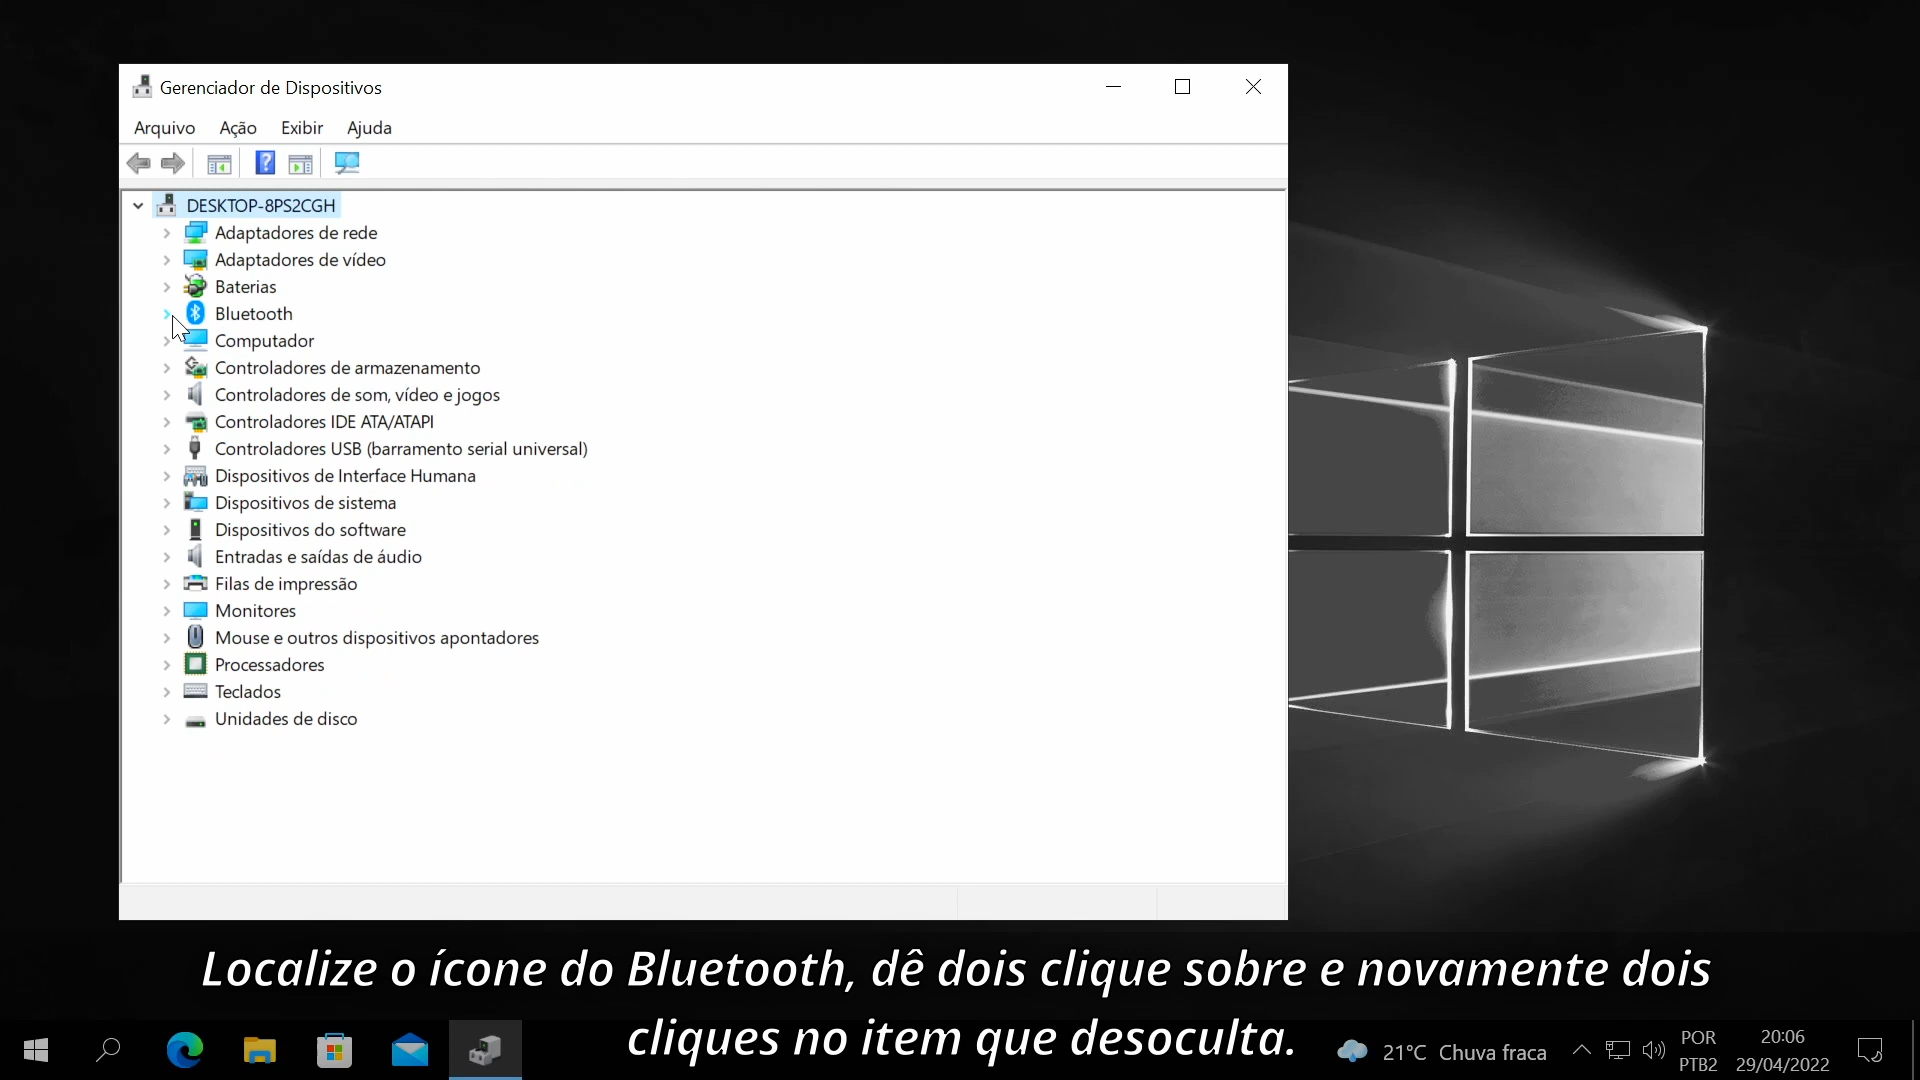 Gerenciador de Dispositivos
Arquivo Ação Exibir Ajuda
DESKTOP-8PS2CGH
Adaptadores de rede
Adaptadores de vídeo
Baterias
Bluetooth
Computador
Controladores de armazenamento
Controladores de som, vídeo e jogos
Controladores IDE ATA/ATAPI
Controladores USB (barramento serial universal)
Dispositivos de Interface Humana
Dispositivos de sistema
Dispositivos do software
Entradas e saídas de áudio
Filas de impressão
Monitores
Mouse e outros dispositivos apontadores
Processadores
Teclados
Unidades de disco
Localize o ícone do Bluetooth, dê dois clique sobre e novamente dois
cliques no item que desoculta.
21°C Chuva fraca
POR
PTB2
20:06
29/04/2022